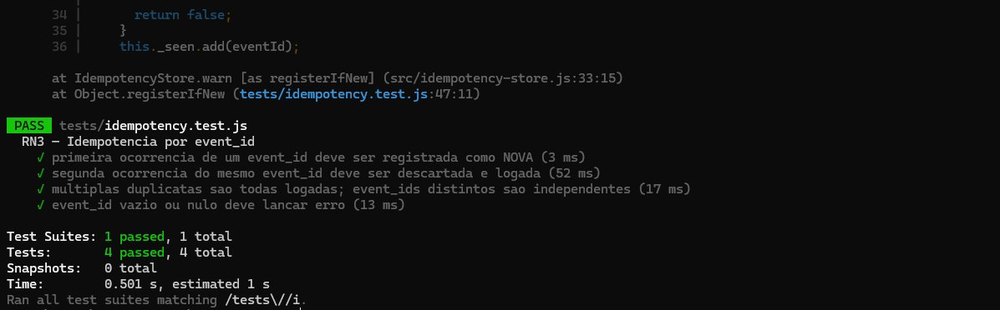 34 |       return false;
35 |     }
36 |     this._seen.add(eventId);
at IdempotencyStore.warn [as registerIfNew] (src/idempotency-store.js:33:15)
at Object.registerIfNew (tests/idempotency.test.js:47:11)
PASS tests/idempotency.test.js
RN3 — Idempotencia por event_id
√ primeira ocorrencia de um event_id deve ser registrada como NOVA (3 ms)
√ segunda ocorrencia do mesmo event_id deve ser descartada e logada (52 ms)
√ multiplas duplicatas sao todas logadas; event_ids distintos sao independentes (17 ms)
√ event_id vazio ou nulo deve lancar erro (13 ms)
Test Suites: 1 passed, 1 total
Tests:       4 passed, 4 total
Snapshots:   0 total
Time:        0.501 s, estimated 1 s
Ran all test suites matching /tests\//i.